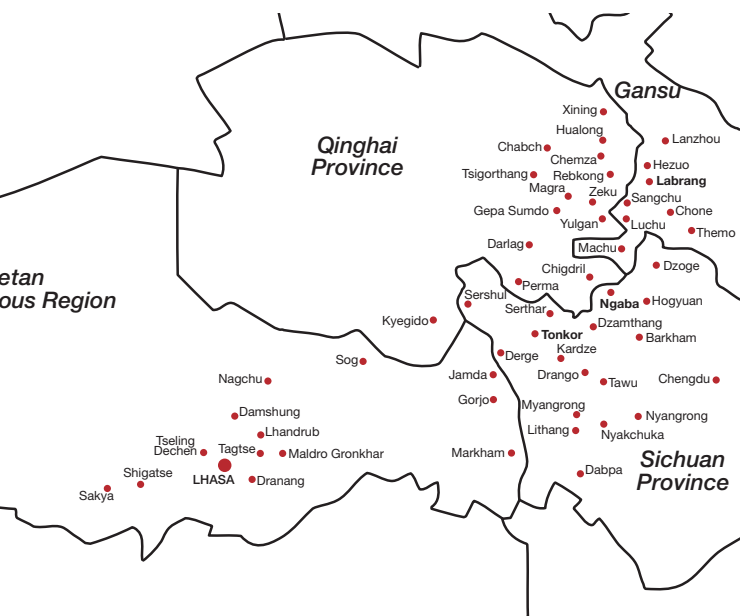 Gansu
Xining
Hualong
Lanzhou
Qinghai
Province
Chabch
Chemza
Hezuo
Tsigorthang
Rebkong
Labrang
Magra
Zeku
Sangchu
Gepa Sumdo
Chone
Yulgan
Luchu
Themo
Darlag
Machu
Chigdril
Dzoge
etan
ous Region
Perma
Sershul
Ngaba
Hogyuan
Serthar
Kyegido
Dzamthang
Tonkor
Barkham
Kardze
Derge
Sog
Jamda
Drango
Tawu
Chengdu
Nagchu
Gorjo
Myangrong
Damshung
Nyangrong
Lithang
Nyakchuka
Lhandrub
Tseling
Dechen
Tagtse
Maldro Gronkhar
Markham
Sichuan
Province
Shigatse
LHASA
Dranang
Dabpa
Sakya